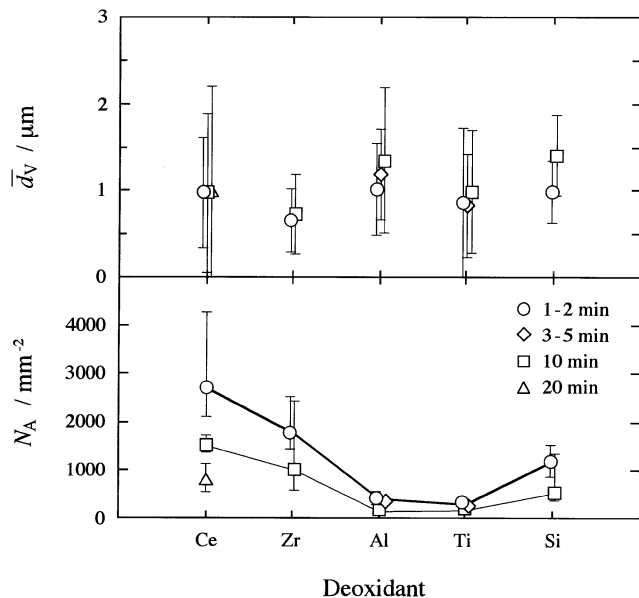 3
2
1
0
d̅V / μm
4000
3000
2000
1000
0
NA / mm-2
1-2 min
3-5 min
10 min
20 min
Ce Zr Al Ti Si
Deoxidant